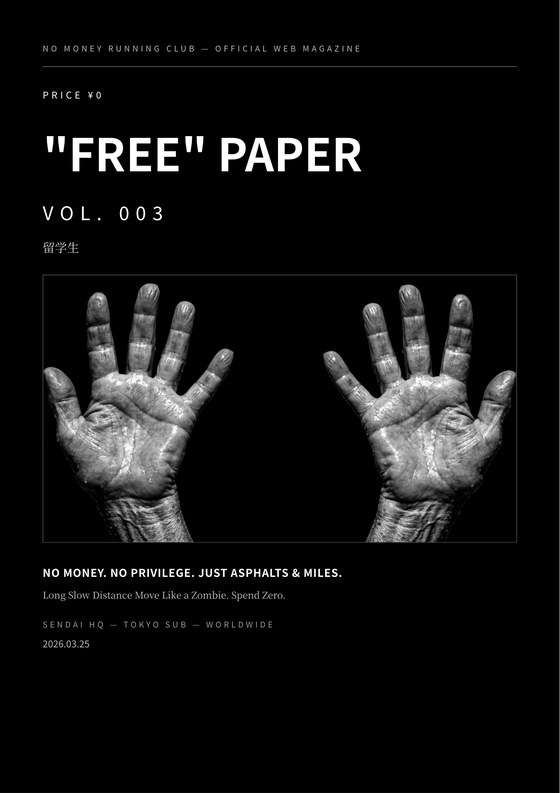 NO MONEY RUNNING CLUB — OFFICIAL WEB MAGAZINE
PRICE ¥0
"FREE" PAPER
VOL. 003
留学生
NO MONEY. NO PRIVILEGE. JUST ASPHALTS & MILES.
Long Slow Distance Move Like a Zombie. Spend Zero.
SENDAI HQ — TOKYO SUB — WORLDWIDE
2026.03.25